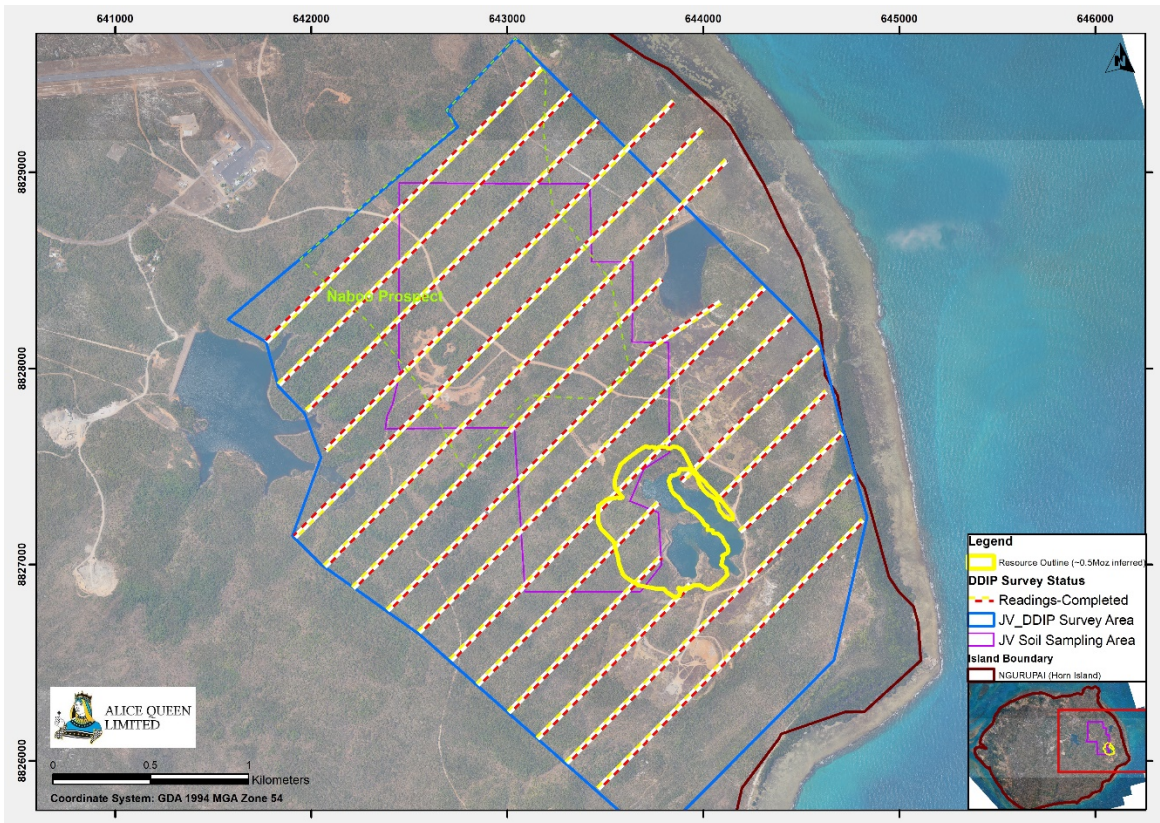 641000 642000 643000 644000 645000 646000
N
8829000
8828000
8827000
8826000
Naboo Prospect
Legend
Resource Outline (~0.5Moz inferred)
DDIP Survey Status
Readings-Completed
JV_DDIP Survey Area
JV Soil Sampling Area
Island Boundary
NGURUPAI (Horn Island)
ALICE QUEEN
LIMITED
0 0.5 1
Kilometers
Coordinate System: GDA 1994 MGA Zone 54